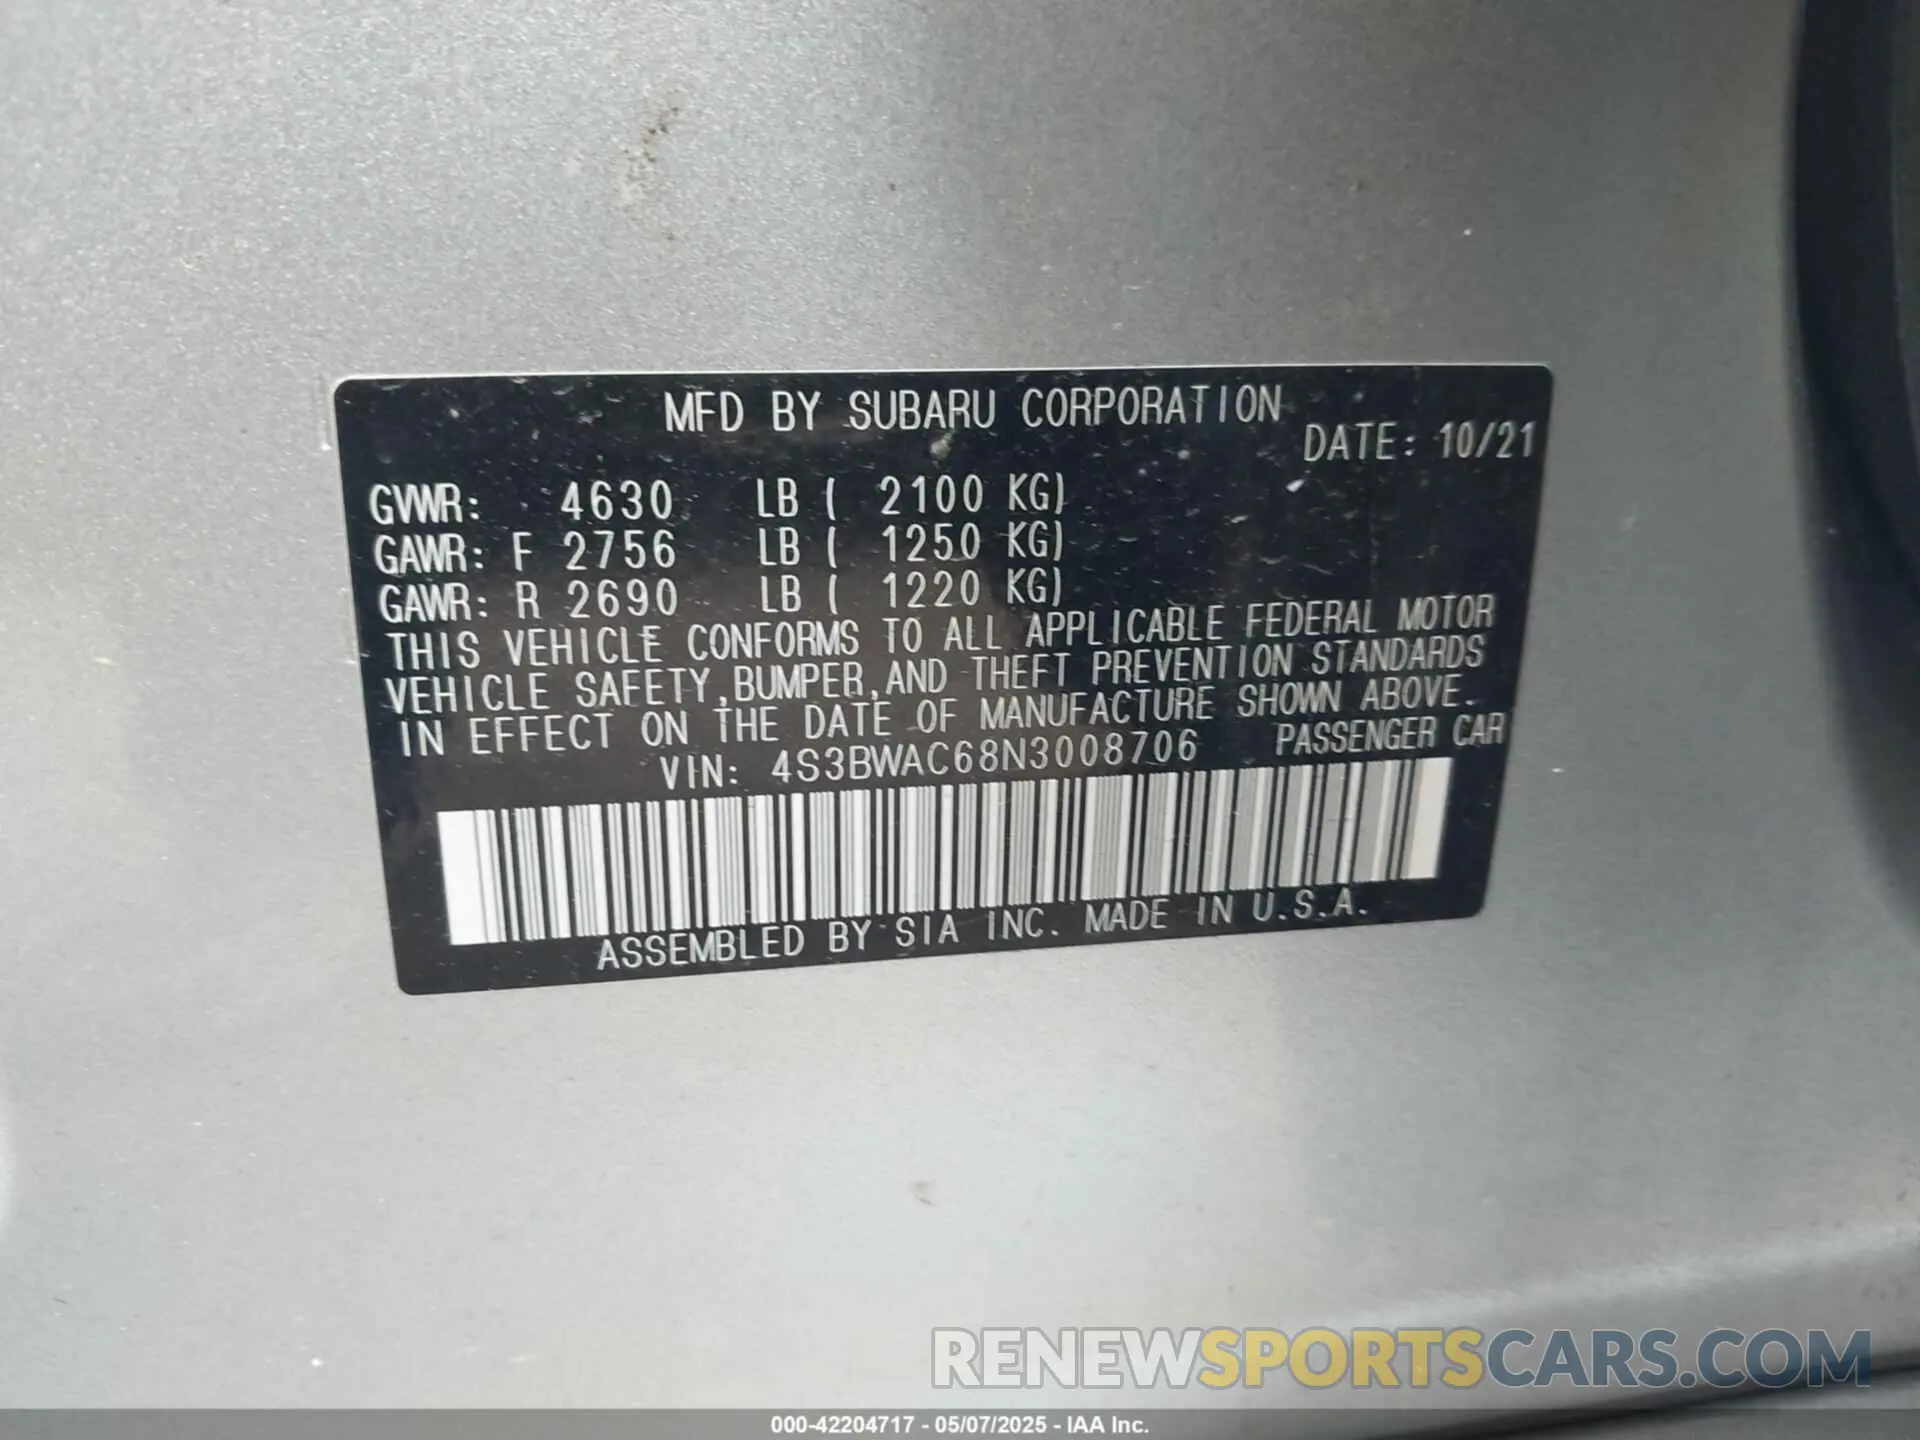 MFD BY SUBARU CORPORATION
DATE: 10/21
GVWR: 4630 LB ( 2100 KG)
GAWR: F 2756 LB ( 1250 KG)
GAWR: R 2690 LB ( 1220 KG)
THIS VEHICLE CONFORMS TO ALL APPLICABLE FEDERAL MOTOR
VEHICLE SAFETY, BUMPER, AND THEFT PREVENTION STANDARDS
IN EFFECT ON THE DATE OF MANUFACTURE SHOWN ABOVE.
VIN: 4S3BWAC68N3008706 PASSENGER CAR
ASSEMBLED BY SIA INC. MADE IN U.S.A.
RENEWSPORTSCARS.COM
000-42204717 - 05/07/2025 - IAA Inc.